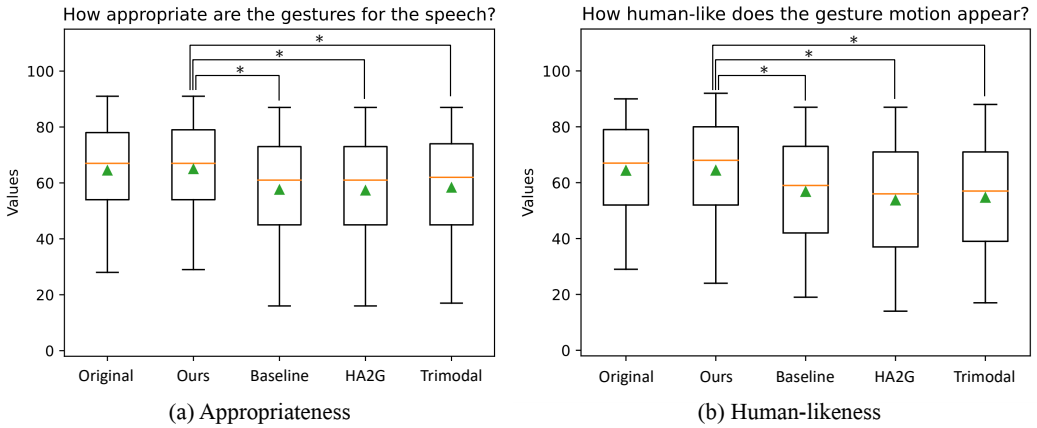 How appropriate are the gestures for the speech?
*
*
*
100
80
60
40
20
0
Values
Original Ours Baseline HA2G Trimodal
(a) Appropriateness
How human-like does the gesture motion appear?
*
*
*
100
80
60
40
20
0
Values
Original Ours Baseline HA2G Trimodal
(b) Human-likeness